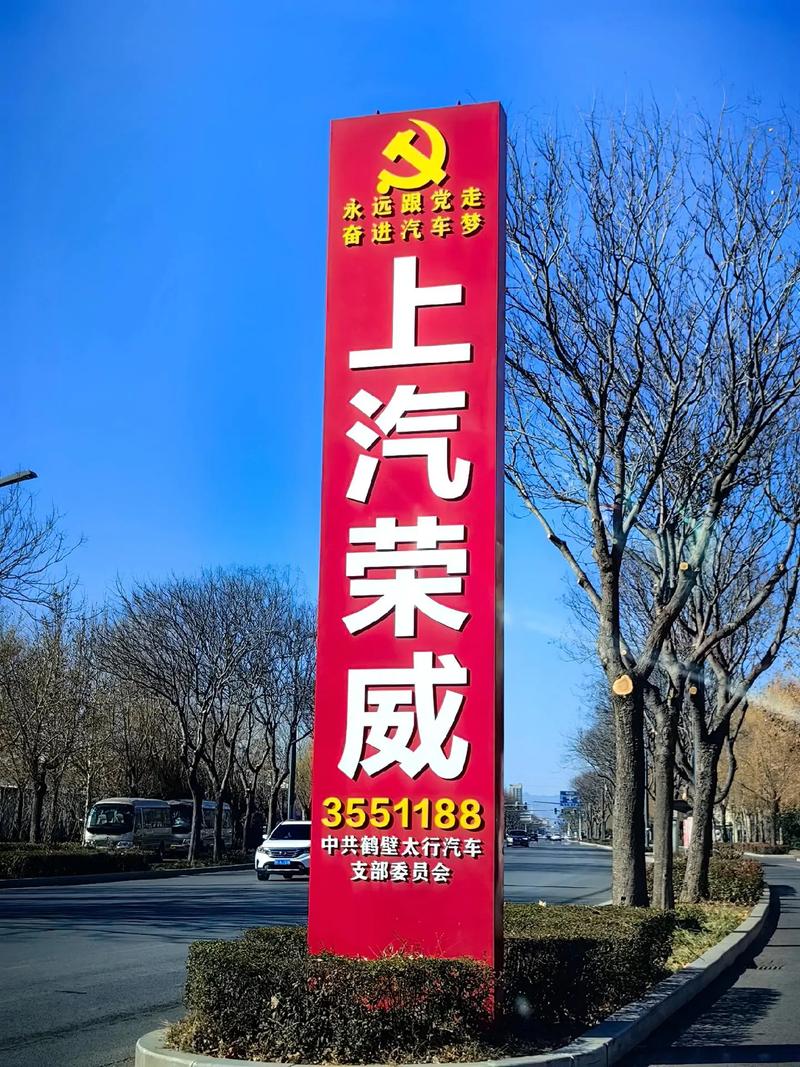 永远跟党走
奋进汽车梦
上汽荣威
3551188
中共鹤壁太行汽车
支部委员会